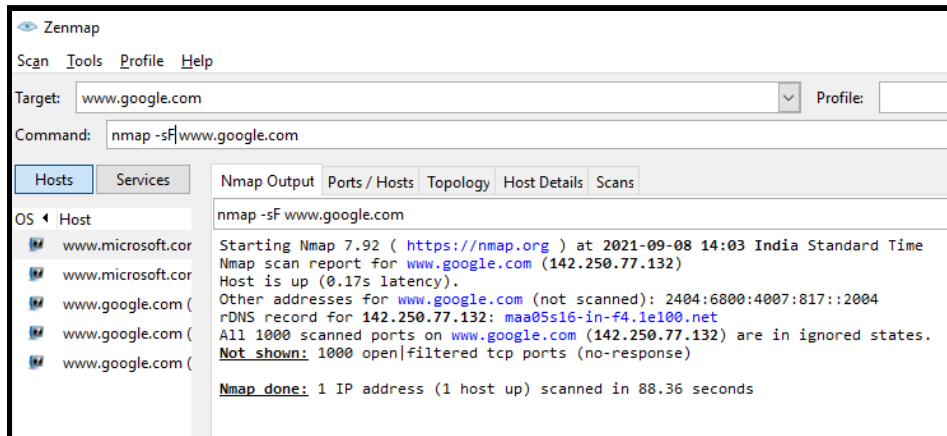 Zenmap
Scan Tools Profile Help
Target: www.google.com Profile:
Command: nmap -sF www.google.com
Hosts Services Nmap Output Ports / Hosts Topology Host Details Scans
nmap -sF www.google.com
OS Host
www.microsoft.cor
www.microsoft.cor
www.google.com (
www.google.com (
www.google.com (
Starting Nmap 7.92 ( https://nmap.org ) at 2021-09-08 14:03 India Standard Time
Nmap scan report for www.google.com (142.250.77.132)
Host is up (0.17s latency).
Other addresses for www.google.com (not scanned): 2404:6800:4007:817::2004
rDNS record for 142.250.77.132: maa05s16-in-f4.1e100.net
All 1000 scanned ports on www.google.com (142.250.77.132) are in ignored states.
Not shown: 1000 open|filtered tcp ports (no-response)
Nmap done: 1 IP address (1 host up) scanned in 88.36 seconds